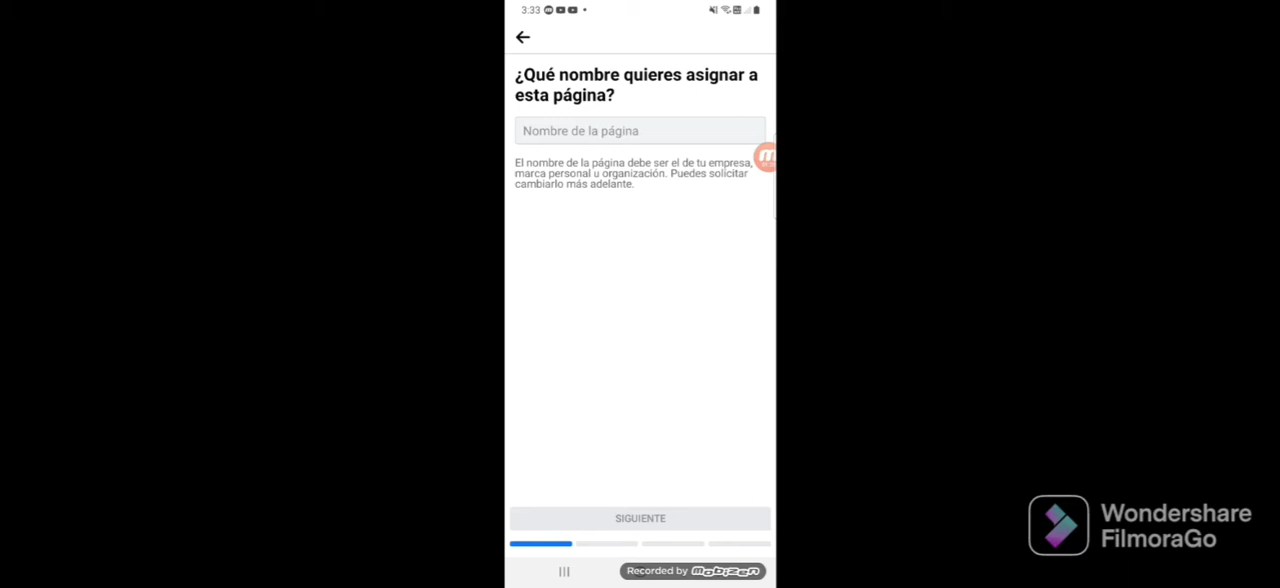 3:33
¿Qué nombre quieres asignar a
esta página?
Nombre de la página
El nombre de la página debe ser el de tu empresa,
marca personal u organización. Puedes solicitar
cambiarlo más adelante.
SIGUIENTE
Recorded by mobizen
Wondershare
FilmoraGo